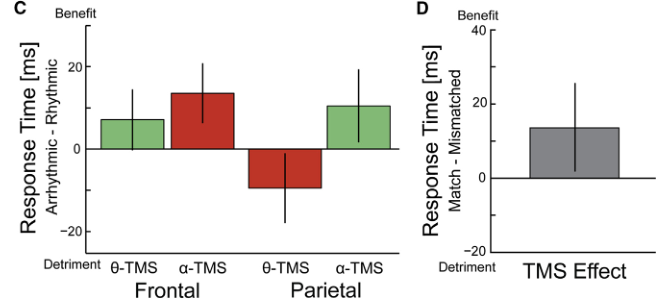 C
Benefit
Response Time [ms]
Arrhythmic - Rhythmic
20
0
−20
Detriment
θ-TMS
α-TMS
θ-TMS
α-TMS
Frontal
Parietal
D
Benefit
Response Time [ms]
Match - Mismatched
40
20
0
−20
Detriment
TMS Effect